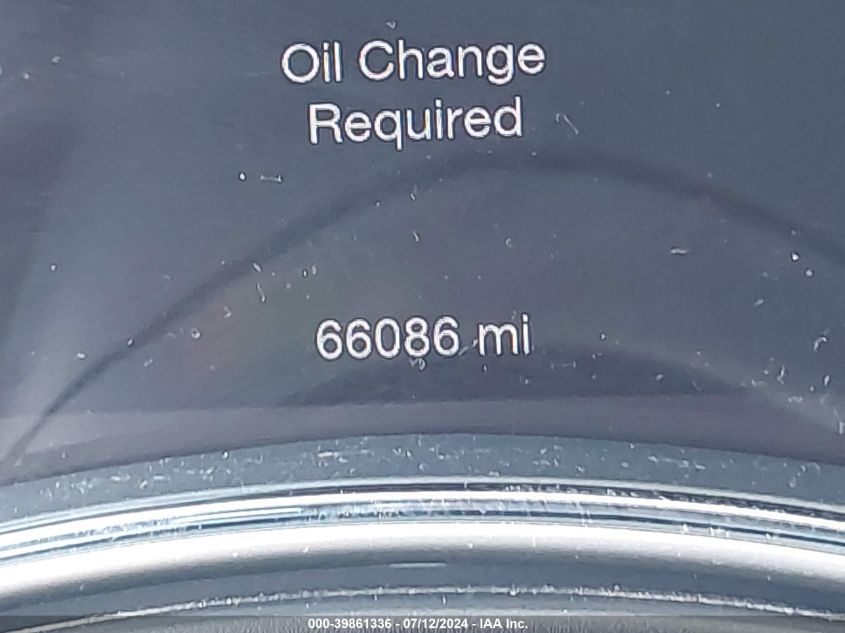 Oil Change
Required
66086 mi
000-39861336 - 07/12/2024 - IAA Inc.